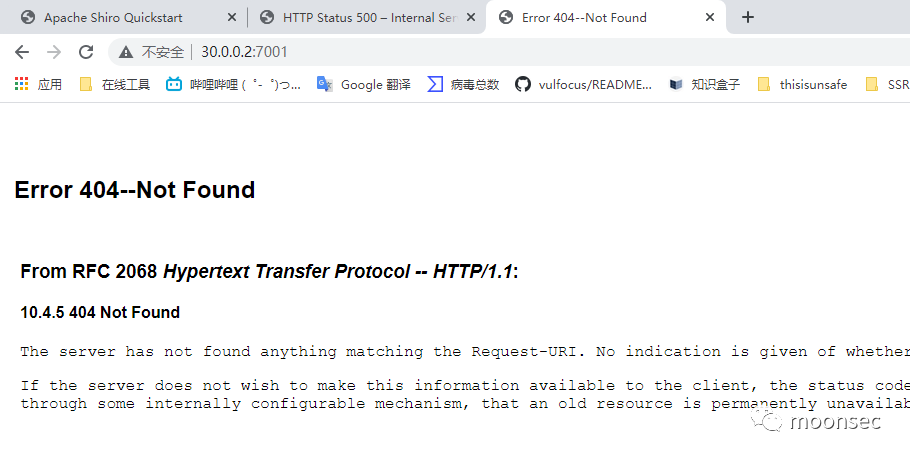 Apache Shiro Quickstart
HTTP Status 500 – Internal Ser
Error 404--Not Found
不安全 30.0.0.2:7001
应用 在线工具 哔哩哔哩 ( ゜- ゜)つ... Google 翻译 病毒总数 vulfocus/README... 知识盒子 thisisunsafe SSR
Error 404--Not Found
From RFC 2068 Hypertext Transfer Protocol -- HTTP/1.1:
10.4.5 404 Not Found
The server has not found anything matching the Request-URI. No indication is given of whether
If the server does not wish to make this information available to the client, the status code
through some internally configurable mechanism, that an old resource is permanently unavailab
moonsec